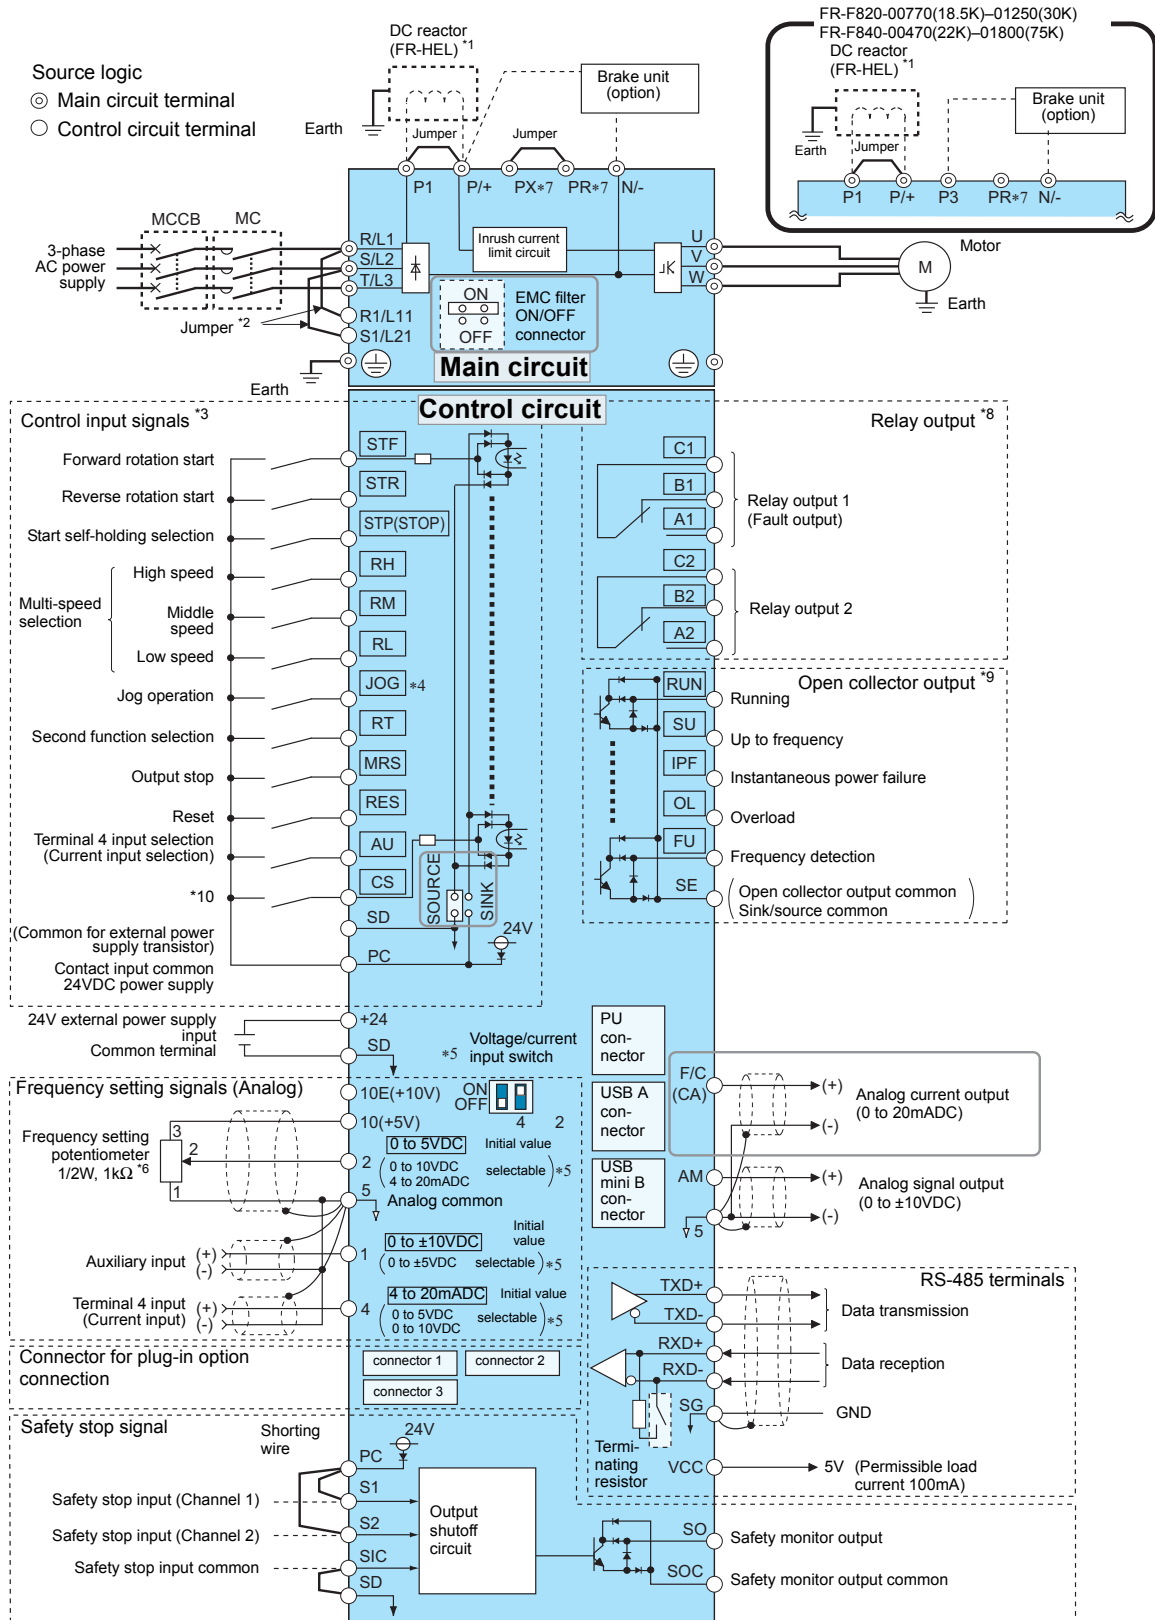 FR-F820-00770(18.5K)–01250(30K)
FR-F840-00470(22K)–01800(75K)
DC reactor
(FR-HEL) *1
Brake unit
(option)
Earth
Jumper
P1
P/+
P3
PR*7
N/-
Source logic
Main circuit terminal
Control circuit terminal
DC reactor
(FR-HEL) *1
Brake unit
(option)
Earth
Jumper
Jumper
P1
P/+
PX*7
PR*7
N/-
MCCB
MC
3-phase
AC power
supply
R/L1
S/L2
T/L3
R1/L11
S1/L21
Jumper *2
Earth
Inrush current
limit circuit
ON
OFF
EMC filter
ON/OFF
connector
U
V
W
Motor
M
Earth
Main circuit
Control circuit
Control input signals *3
Forward rotation start
STF
Reverse rotation start
STR
Start self-holding selection
STP(STOP)
Multi-speed
selection
High speed
RH
Middle
speed
RM
Low speed
RL
Jog operation
JOG *4
Second function selection
RT
Output stop
MRS
Reset
RES
Terminal 4 input selection
(Current input selection)
AU
*10
CS
SOURCE
SINK
SD
(Common for external power
supply transistor)
24V
PC
Contact input common
24VDC power supply
Relay output *8
C1
B1
A1
Relay output 1
(Fault output)
C2
B2
A2
Relay output 2
Open collector output *9
RUN
Running
SU
Up to frequency
IPF
Instantaneous power failure
OL
Overload
FU
Frequency detection
SE
Open collector output common
Sink/source common
24V external power supply
input
Common terminal
+24
SD
*5
Voltage/current
input switch
PU
con-
nector
USB A
con-
nector
USB
mini B
con-
nector
Frequency setting signals (Analog)
10E(+10V)
ON
OFF
4 2
10(+5V)
Frequency setting
potentiometer
1/2W, 1kΩ *6
3
2
1
2
0 to 5VDC Initial value
0 to 10VDC
4 to 20mADC
selectable
*5
5
Analog common
Auxiliary input
(+)
(-)
1
0 to ±10VDC
Initial
value
0 to ±5VDC selectable
*5
Terminal 4 input
(Current input)
(+)
(-)
4
4 to 20mADC Initial value
0 to 5VDC
0 to 10VDC
selectable
*5
F/C
(CA)
(+)
(-)
Analog current output
(0 to 20mADC)
AM
5
(+)
(-)
Analog signal output
(0 to ±10VDC)
RS-485 terminals
TXD+
TXD-
Data transmission
RXD+
RXD-
Data reception
SG
GND
Termi-
nating
resistor
VCC
5V (Permissible load
current 100mA)
Connector for plug-in option
connection
connector 1
connector 2
connector 3
Safety stop signal
Shorting
wire
24V
PC
S1
Safety stop input (Channel 1)
S2
Safety stop input (Channel 2)
SIC
Safety stop input common
SD
Output
shutoff
circuit
SO
Safety monitor output
SOC
Safety monitor output common